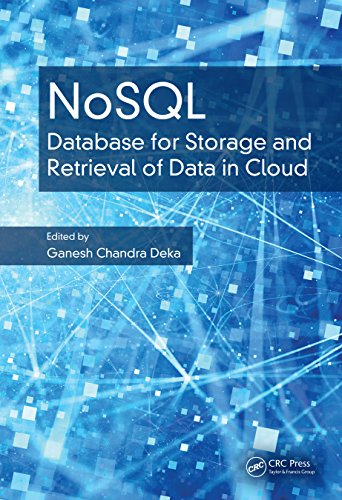 NoSQL
Database for Storage and
Retrieval of Data in Cloud
Edited by
Ganesh Chandra Deka
CRC
CRC Press
Taylor & Francis Group